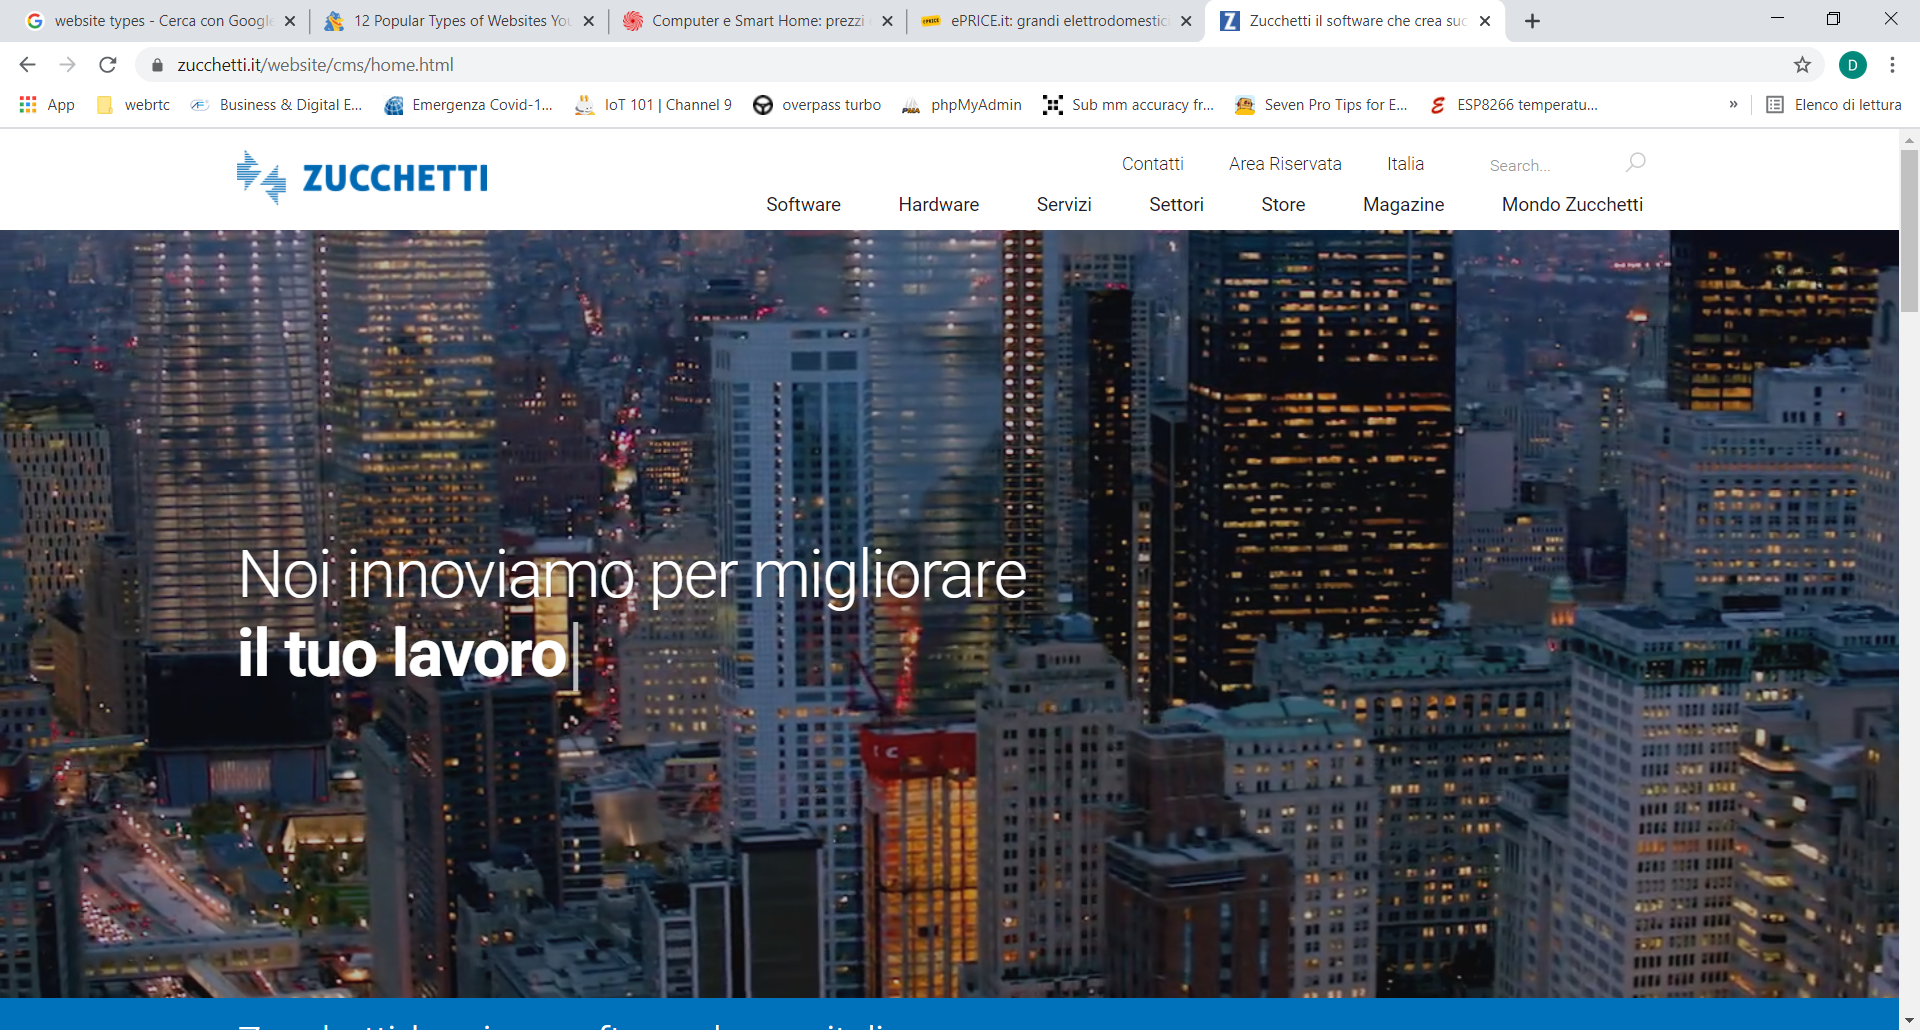 website types - Cerca con Google
12 Popular Types of Websites You
Computer e Smart Home: prezzi
ePRICE.it: grandi elettrodomestici
Zucchetti il software che crea suc
zucchetti.it/website/cms/home.html
D
App
webrtc
Business & Digital E...
Emergenza Covid-1...
IoT 101 | Channel 9
overpass turbo
phpMyAdmin
Sub mm accuracy fr...
Seven Pro Tips for E...
ESP8266 temperatu...
»
Elenco di lettura
ZUCCHETTI
Contatti
Area Riservata
Italia
Search...
Software
Hardware
Servizi
Settori
Store
Magazine
Mondo Zucchetti
Noi innoviamo per migliorare
il tuo lavoro